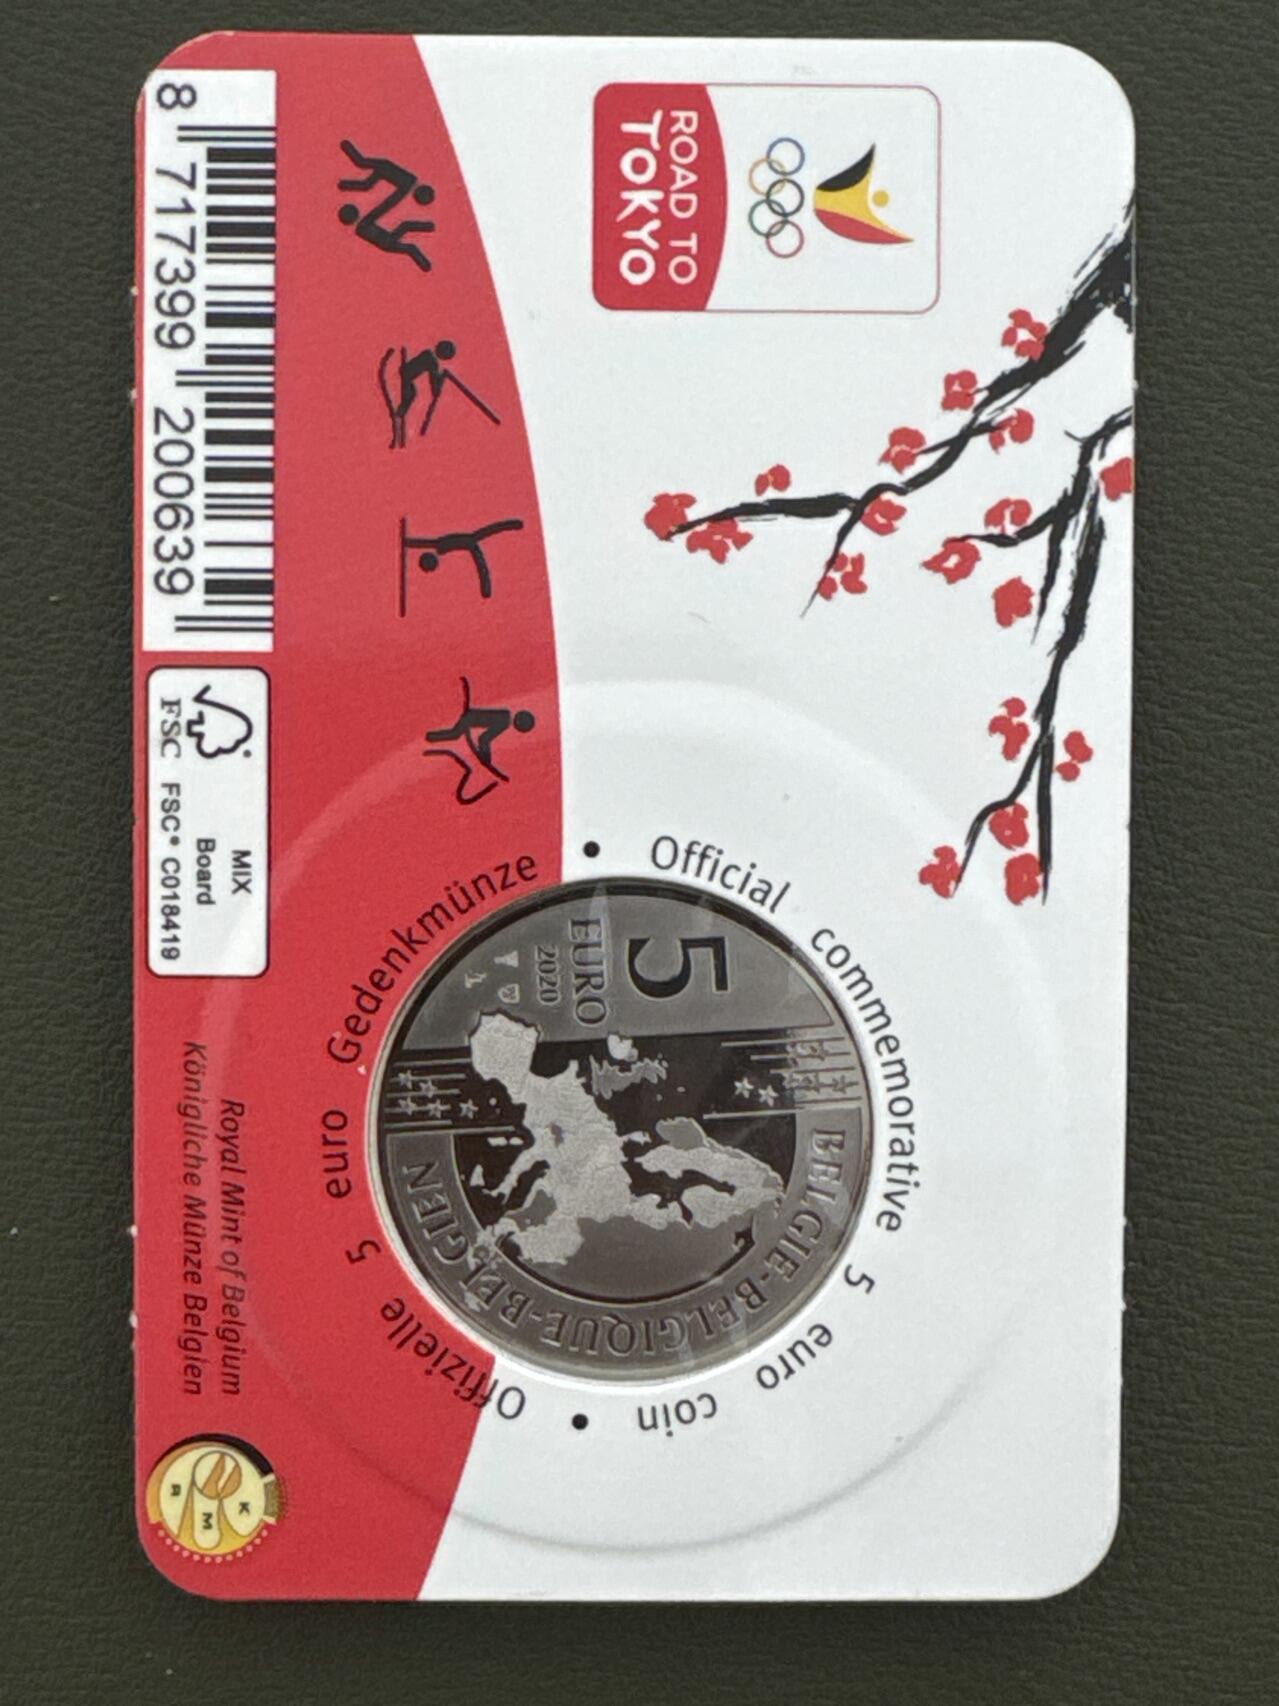 ROAD TO
TOKYO
Official commemorative 5 euro coin
Offizielle 5 euro Gedenkmünze
5
EURO
2020
BELGIE-BELGIQUE-BELGIEN
8 717399 200639
FSC
MIX
Board
FSC® C018419
Royal Mint of Belgium
Königliche Münze Belgien
K
M
R